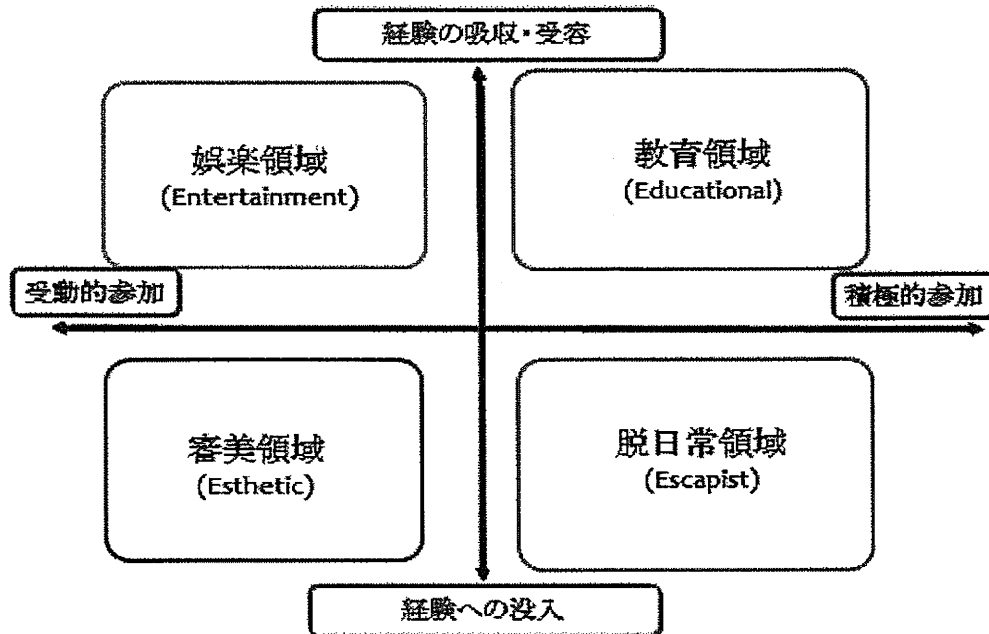 経験の吸収・受容
娯楽領域
(Entertainment)
教育領域
(Educational)
受動的参加
積極的参加
審美領域
(Esthetic)
脱日常領域
(Escapist)
経験への没入